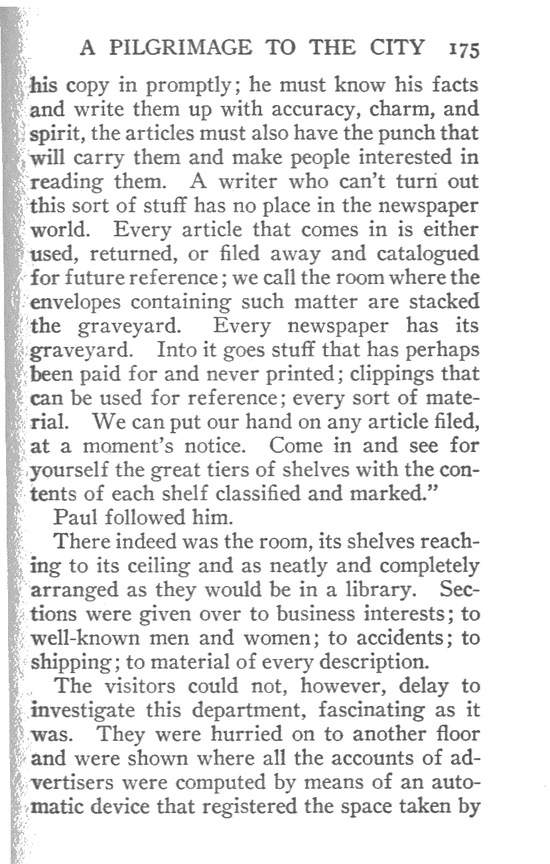 A PILGRIMAGE TO THE CITY 175
his copy in promptly; he must know his facts
and write them up with accuracy, charm, and
spirit, the articles must also have the punch that
will carry them and make people interested in
reading them. A writer who can't turn out
this sort of stuff has no place in the newspaper
world. Every article that comes in is either
used, returned, or filed away and catalogued
for future reference; we call the room where the
envelopes containing such matter are stacked
the graveyard. Every newspaper has its
graveyard. Into it goes stuff that has perhaps
been paid for and never printed; clippings that
can be used for reference; every sort of mate-
rial. We can put our hand on any article filed,
at a moment's notice. Come in and see for
yourself the great tiers of shelves with the con-
tents of each shelf classified and marked."
Paul followed him.
There indeed was the room, its shelves reach-
ing to its ceiling and as neatly and completely
arranged as they would be in a library. Sec-
tions were given over to business interests; to
well-known men and women; to accidents; to
shipping; to material of every description.
The visitors could not, however, delay to
investigate this department, fascinating as it
was. They were hurried on to another floor
and were shown where all the accounts of ad-
vertisers were computed by means of an auto-
matic device that registered the space taken by